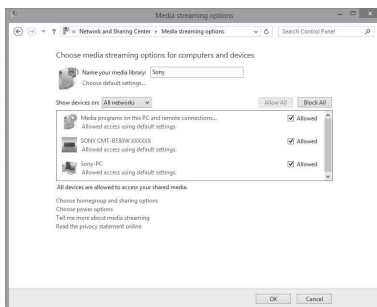 Media streaming options
Network and Sharing Center ▸ Media streaming options
Search Control Panel
Choose media streaming options for computers and devices
Name your media library: Sony
Choose default settings...
Show devices on: All networks
Allow All
Block All
Media programs on this PC and remote connections...
Allowed access using default settings.
Allowed
SONY CMT-BT80W XXXXXX
Allowed access using default settings.
Allowed
Sony-PC
Allowed access using default settings.
Allowed
All devices are allowed to access your shared media.
Choose homegroup and sharing options
Choose power options
Tell me more about media streaming
Read the privacy statement online
OK
Cancel